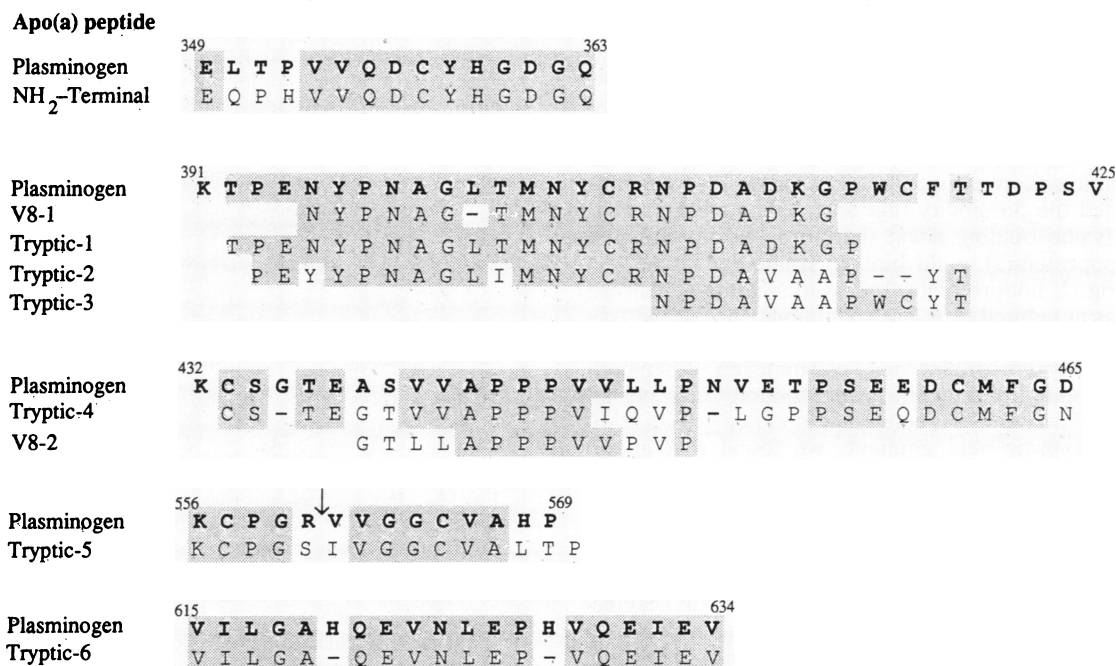 Apo(a) peptide
349 363
Plasminogen E L T P V V Q D C Y H G D G Q
NH2-Terminal E Q P H V V Q D C Y H G D G Q
391 425
Plasminogen K T P E N Y P N A G L T M N Y C R N P D A D K G P W C F T T D P S V
V8-1 N Y P N A G - T M N Y C R N P D A D K G
Tryptic-1 T P E N Y P N A G L T M N Y C R N P D A D K G P
Tryptic-2 P E Y Y P N A G L I M N Y C R N P D A V A A P - - Y T
Tryptic-3 N P D A V A A P W C Y T
432 465
Plasminogen K C S G T E A S V V A P P P V V L L P N V E T P S E E D C M F G D
Tryptic-4 C S - T E G T V V A P P P V I Q V P - L G P P S E Q D C M F G N
V8-2 G T L L A P P P V V P V P
556 ↓ 569
Plasminogen K C P G R V V G G C V A H P
Tryptic-5 K C P G S I V G G C V A L T P
615 634
Plasminogen V I L G A H Q E V N L E P H V Q E I E V
Tryptic-6 V I L G A - Q E V N L E P - V Q E I E V